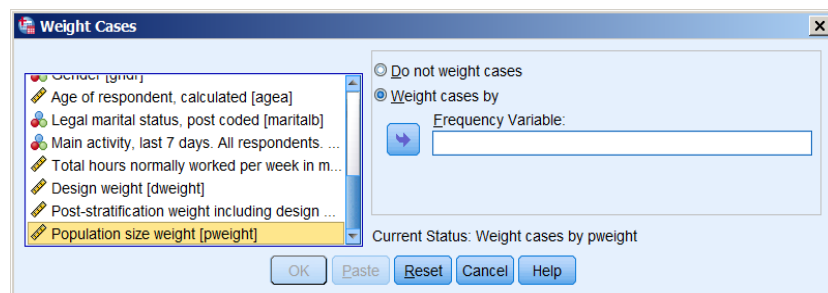 Weight Cases
Gender [gndr]
Age of respondent, calculated [agea]
Legal marital status, post coded [maritalb]
Main activity, last 7 days. All respondents. ...
Total hours normally worked per week in m...
Design weight [dweight]
Post-stratification weight including design ...
Population size weight [pweight]
Do not weight cases
Weight cases by
Frequency Variable:
Current Status: Weight cases by pweight
OK Paste Reset Cancel Help